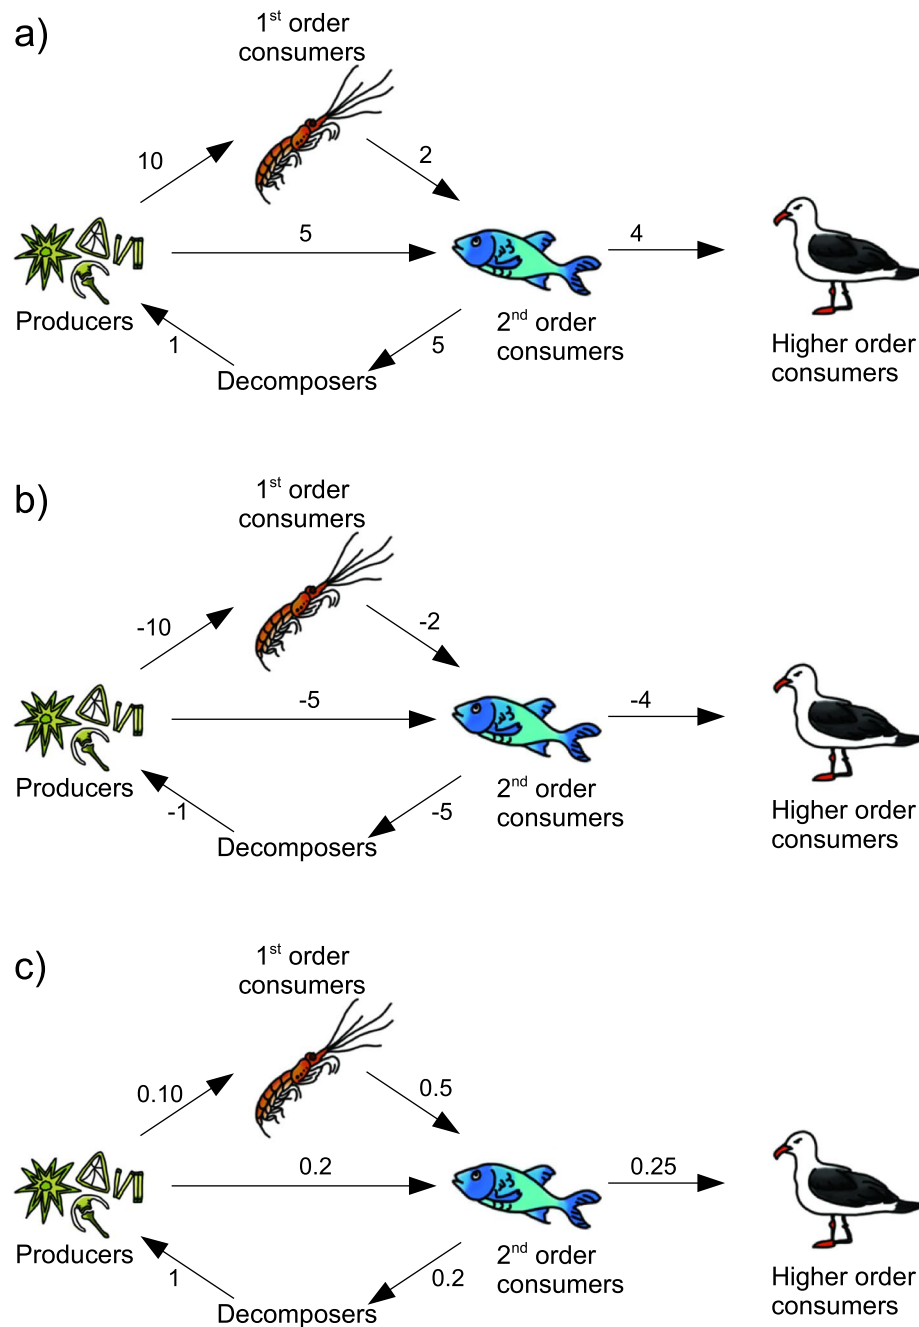 a)
1st order
consumers
10
2
5
4
Producers
1
5
2nd order
consumers
Decomposers
Higher order
consumers
b)
1st order
consumers
-10
-2
-5
-4
Producers
-1
-5
2nd order
consumers
Decomposers
Higher order
consumers
c)
1st order
consumers
0.10
0.5
0.2
0.25
Producers
1
0.2
2nd order
consumers
Decomposers
Higher order
consumers